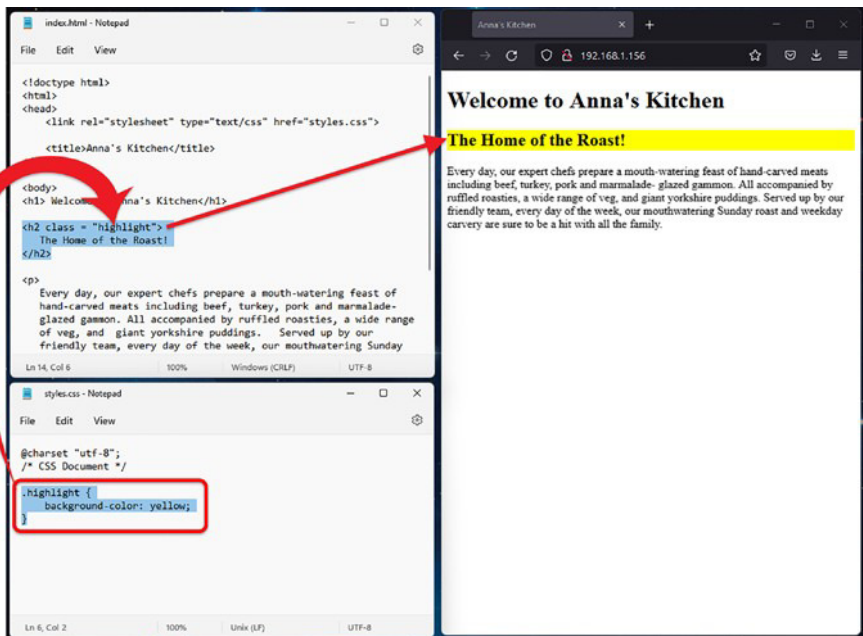 index.html - Notepad
File Edit View
<!doctype html>
<html>
<head>
<link rel="stylesheet" type="text/css" href="styles.css">
<title>Anna's Kitchen</title>
<body>
<h1> Welcom nna's Kitchen</h1>
<h2 class = "highlight">
The Home of the Roast!
</h2>
<p>
Every day, our expert chefs prepare a mouth-watering feast of
hand-carved meats including beef, turkey, pork and marmalade-
glazed gammon. All accompanied by ruffled roasties, a wide range
of veg, and giant yorkshire puddings. Served up by our
friendly team, every day of the week, our mouthwatering Sunday
Ln 14, Col 6 100% Windows (CRLF) UTF-8
styles.css - Notepad
File Edit View
@charset "utf-8";
/* CSS Document */
.highlight {
background-color: yellow;
}
Ln 6, Col 2 100% Unix (LF) UTF-8
Anna's Kitchen
192.168.1.156
Welcome to Anna's Kitchen
The Home of the Roast!
Every day, our expert chefs prepare a mouth-watering feast of hand-carved meats
including beef, turkey, pork and marmalade- glazed gammon. All accompanied by
ruffled roasties, a wide range of veg, and giant yorkshire puddings. Served up by our
friendly team, every day of the week, our mouthwatering Sunday roast and weekday
carvery are sure to be a hit with all the family.